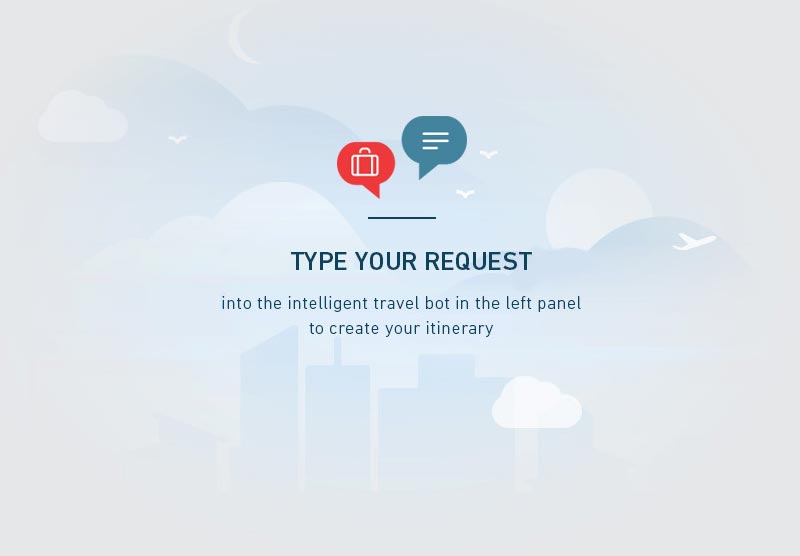 TYPE YOUR REQUEST
into the intelligent travel bot in the left panel
to create your itinerary